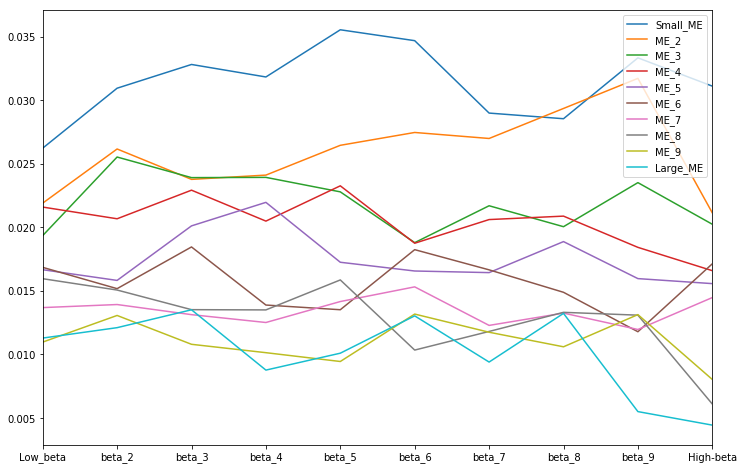 0.035
0.030
0.025
0.020
0.015
0.010
0.005
Small_ME
ME_2
ME_3
ME_4
ME_5
ME_6
ME_7
ME_8
ME_9
Large_ME
Low_beta beta_2 beta_3 beta_4 beta_5 beta_6 beta_7 beta_8 beta_9 High-beta